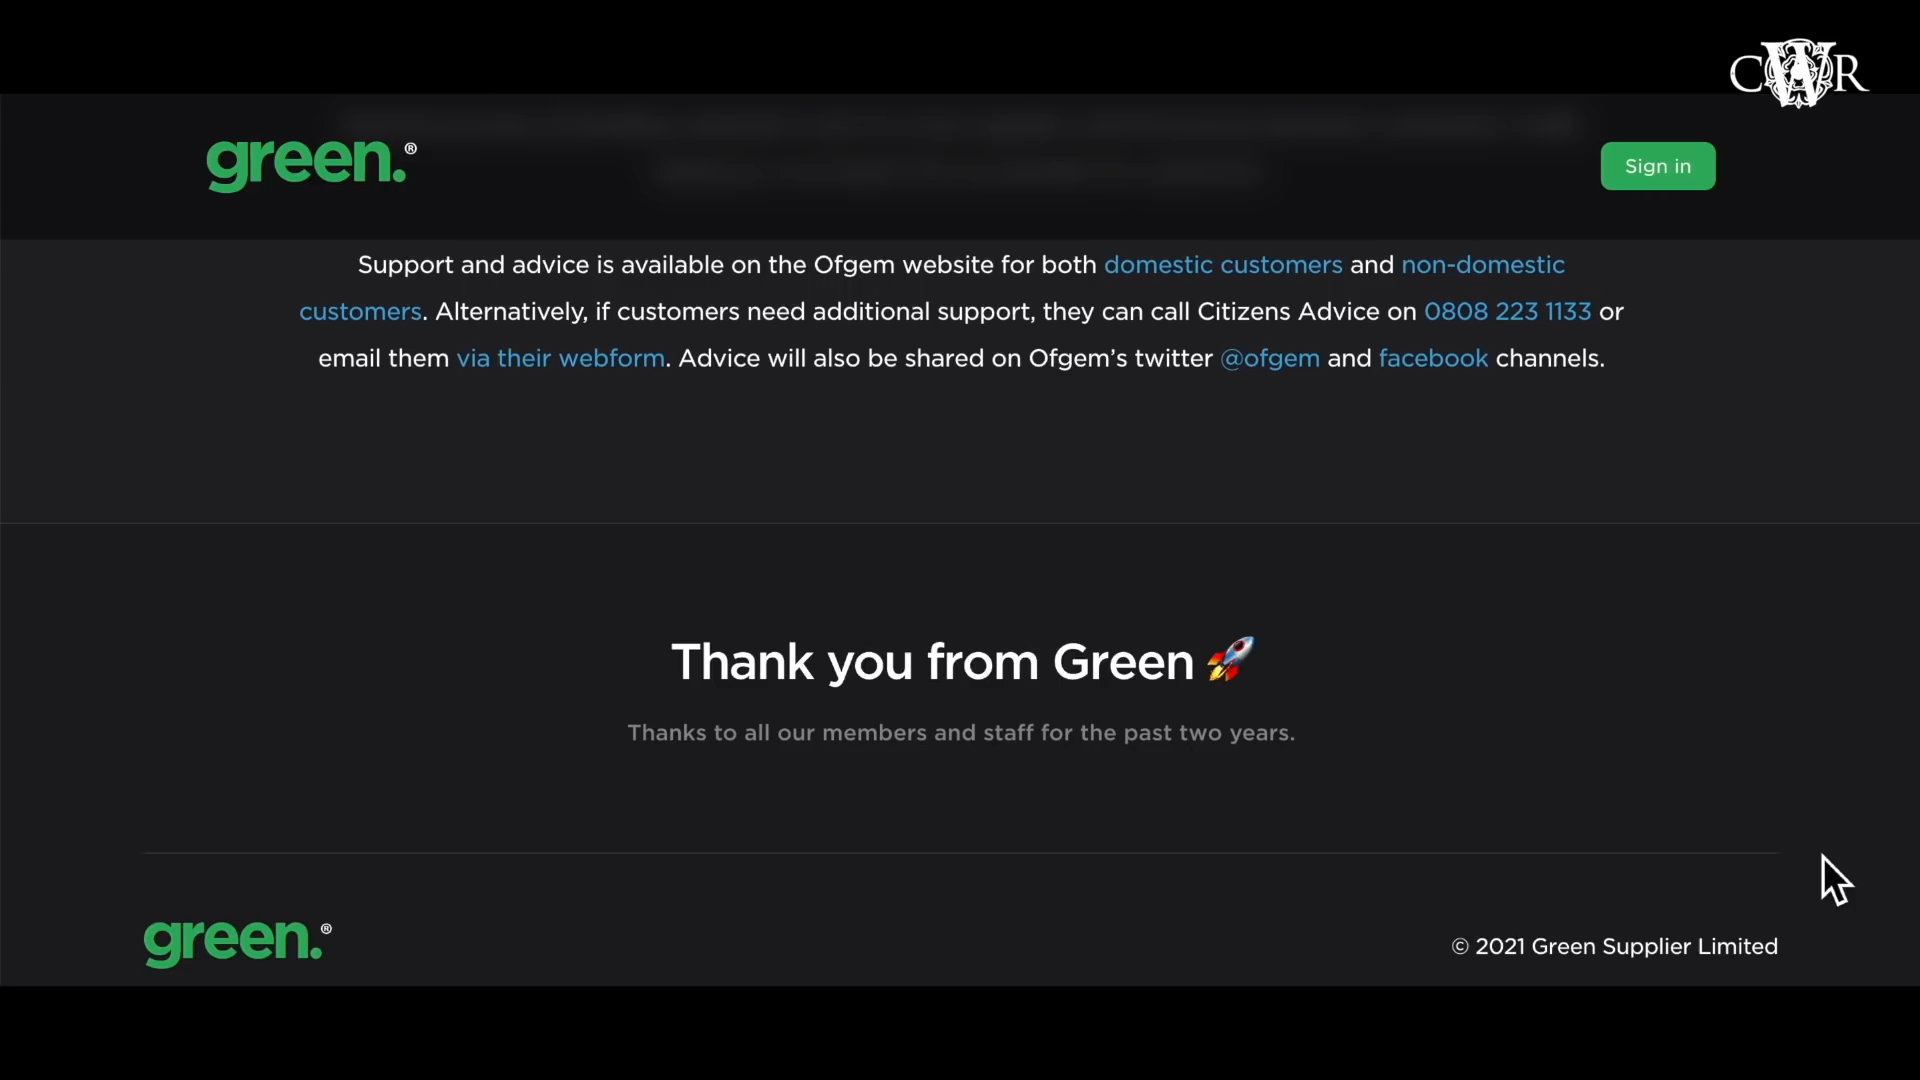 CWR
green.®
Sign in
Support and advice is available on the Ofgem website for both domestic customers and non-domestic
customers. Alternatively, if customers need additional support, they can call Citizens Advice on 0808 223 1133 or
email them via their webform. Advice will also be shared on Ofgem’s twitter @ofgem and facebook channels.
Thank you from Green 🚀
Thanks to all our members and staff for the past two years.
green.®
© 2021 Green Supplier Limited